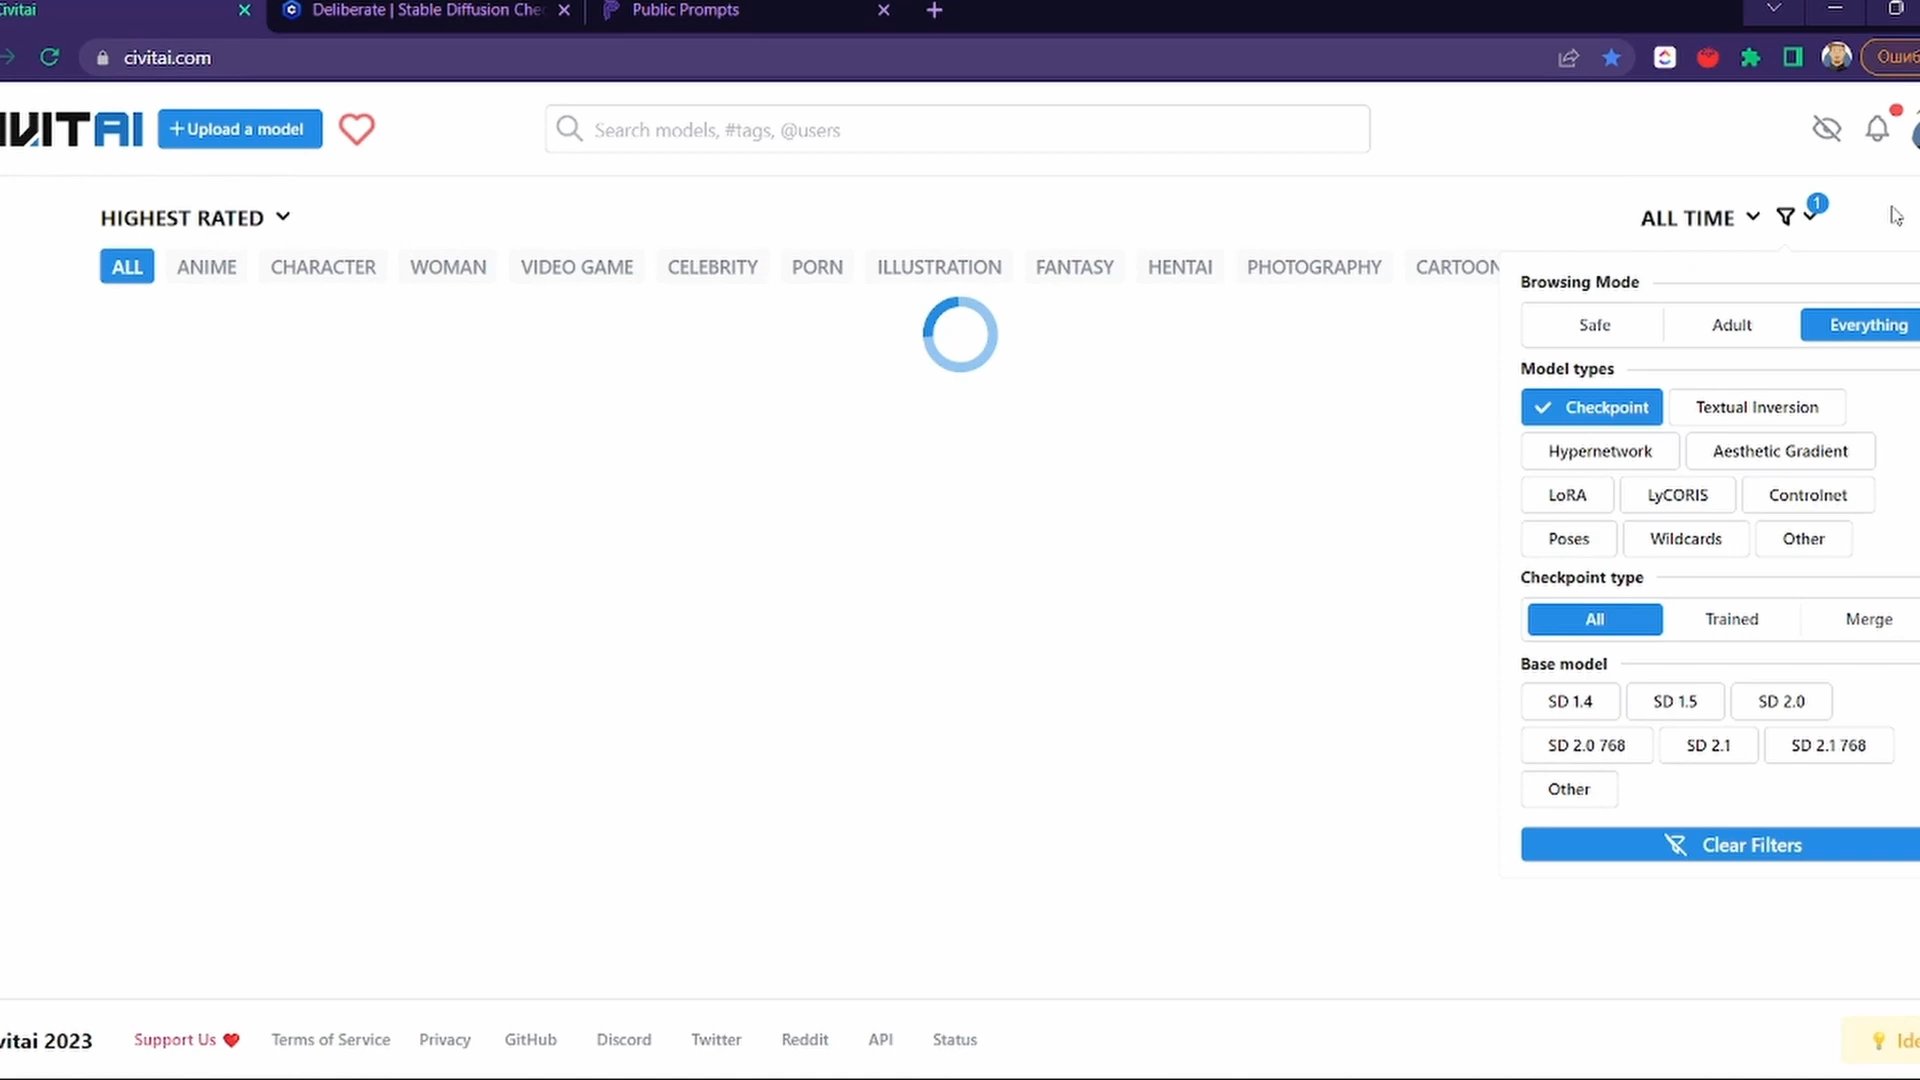 Civitai
Deliberate | Stable Diffusion Che
Public Prompts
civitai.com
Ошиб
IVITAI
+ Upload a model
Search models, #tags, @users
HIGHEST RATED
ALL TIME
1
ALL
ANIME
CHARACTER
WOMAN
VIDEO GAME
CELEBRITY
PORN
ILLUSTRATION
FANTASY
HENTAI
PHOTOGRAPHY
CARTOON
Browsing Mode
Safe
Adult
Everything
Model types
Checkpoint
Textual Inversion
Hypernetwork
Aesthetic Gradient
LoRA
LyCORIS
Controlnet
Poses
Wildcards
Other
Checkpoint type
All
Trained
Merge
Base model
SD 1.4
SD 1.5
SD 2.0
SD 2.0 768
SD 2.1
SD 2.1 768
Other
Clear Filters
vitai 2023
Support Us
Terms of Service
Privacy
GitHub
Discord
Twitter
Reddit
API
Status
Ide